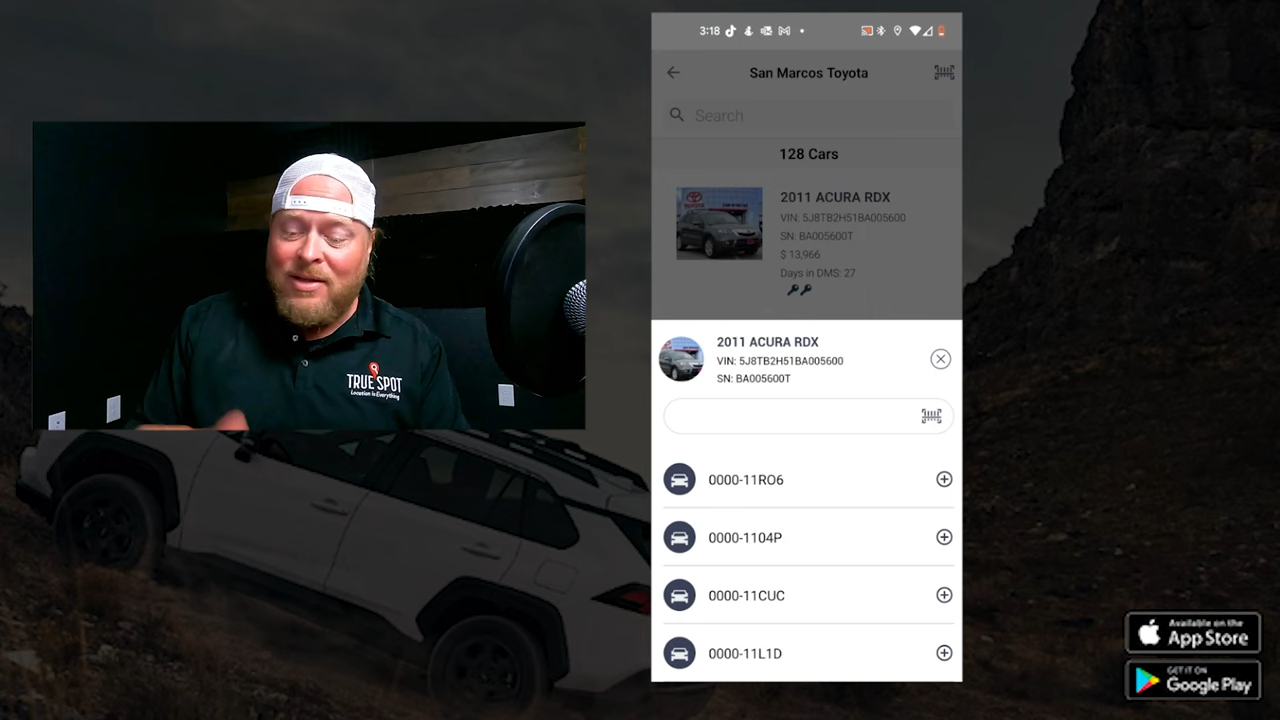 TRUE SPOT
Location is Everything
3:18
San Marcos Toyota
Search
128 Cars
TOYOTA
2011 ACURA RDX
VIN: 5J8TB2H51BA005600
SN: BA005600T
$ 13,966
Days in DMS: 27
2011 ACURA RDX
VIN: 5J8TB2H51BA005600
SN: BA005600T
0000-11RO6
0000-1104P
0000-11CUC
0000-11L1D
Available on the
App Store
GET IT ON
Google Play